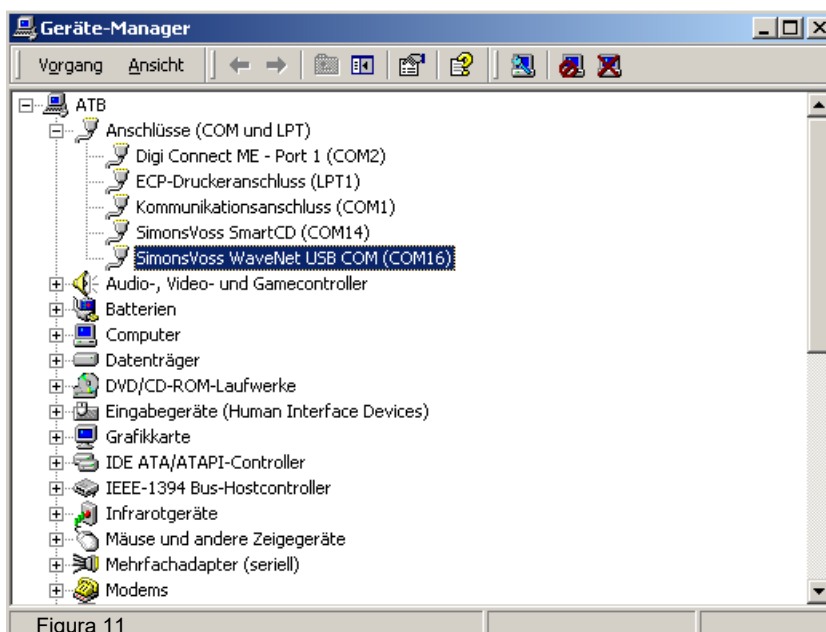 Geräte-Manager
Vorgang Ansicht
ATB
Anschlüsse (COM und LPT)
Digi Connect ME - Port 1 (COM2)
ECP-Druckeranschluss (LPT1)
Kommunikationsanschluss (COM1)
SimonsVoss SmartCD (COM14)
SimonsVoss WaveNet USB COM (COM16)
Audio-, Video- und Gamecontroller
Batterien
Computer
Datenträger
DVD/CD-ROM-Laufwerke
Eingabegeräte (Human Interface Devices)
Grafikkarte
IDE ATA/ATAPI-Controller
IEEE-1394 Bus-Hostcontroller
Infrarotgeräte
Mäuse und andere Zeigegeräte
Mehrfachadapter (seriell)
Modems
Figura 11